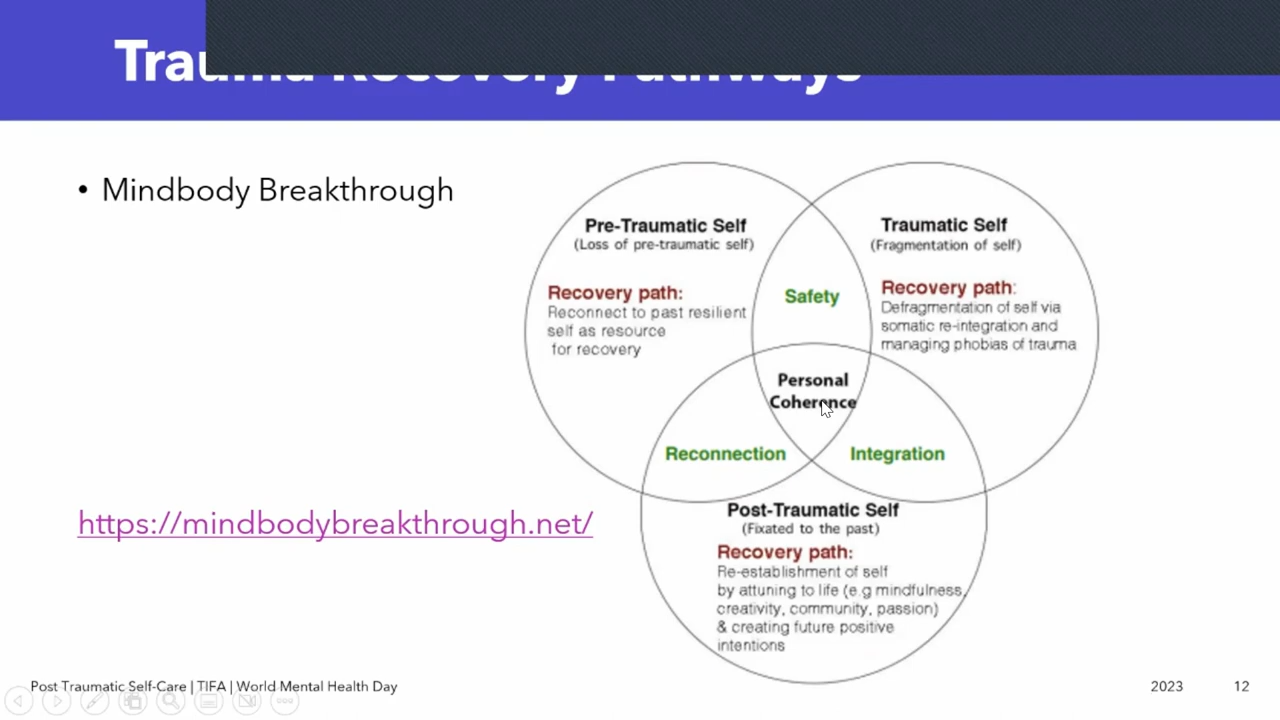 Trauma Recovery Pathways
• Mindbody Breakthrough
https://mindbodybreakthrough.net/
Pre-Traumatic Self
(Loss of pre-traumatic self)
Recovery path:
Reconnect to past resilient
self as resource
for recovery
Traumatic Self
(Fragmentation of self)
Recovery path:
Defragmentation of self via
somatic re-integration and
managing phobias of trauma
Safety
Personal
Coherence
Reconnection
Integration
Post-Traumatic Self
(Fixated to the past)
Recovery path:
Re-establishment of self
by attuning to life (e.g mindfulness,
creativity, community, passion)
& creating future positive
intentions
Post Traumatic Self-Care | TIFA | World Mental Health Day
2023
12